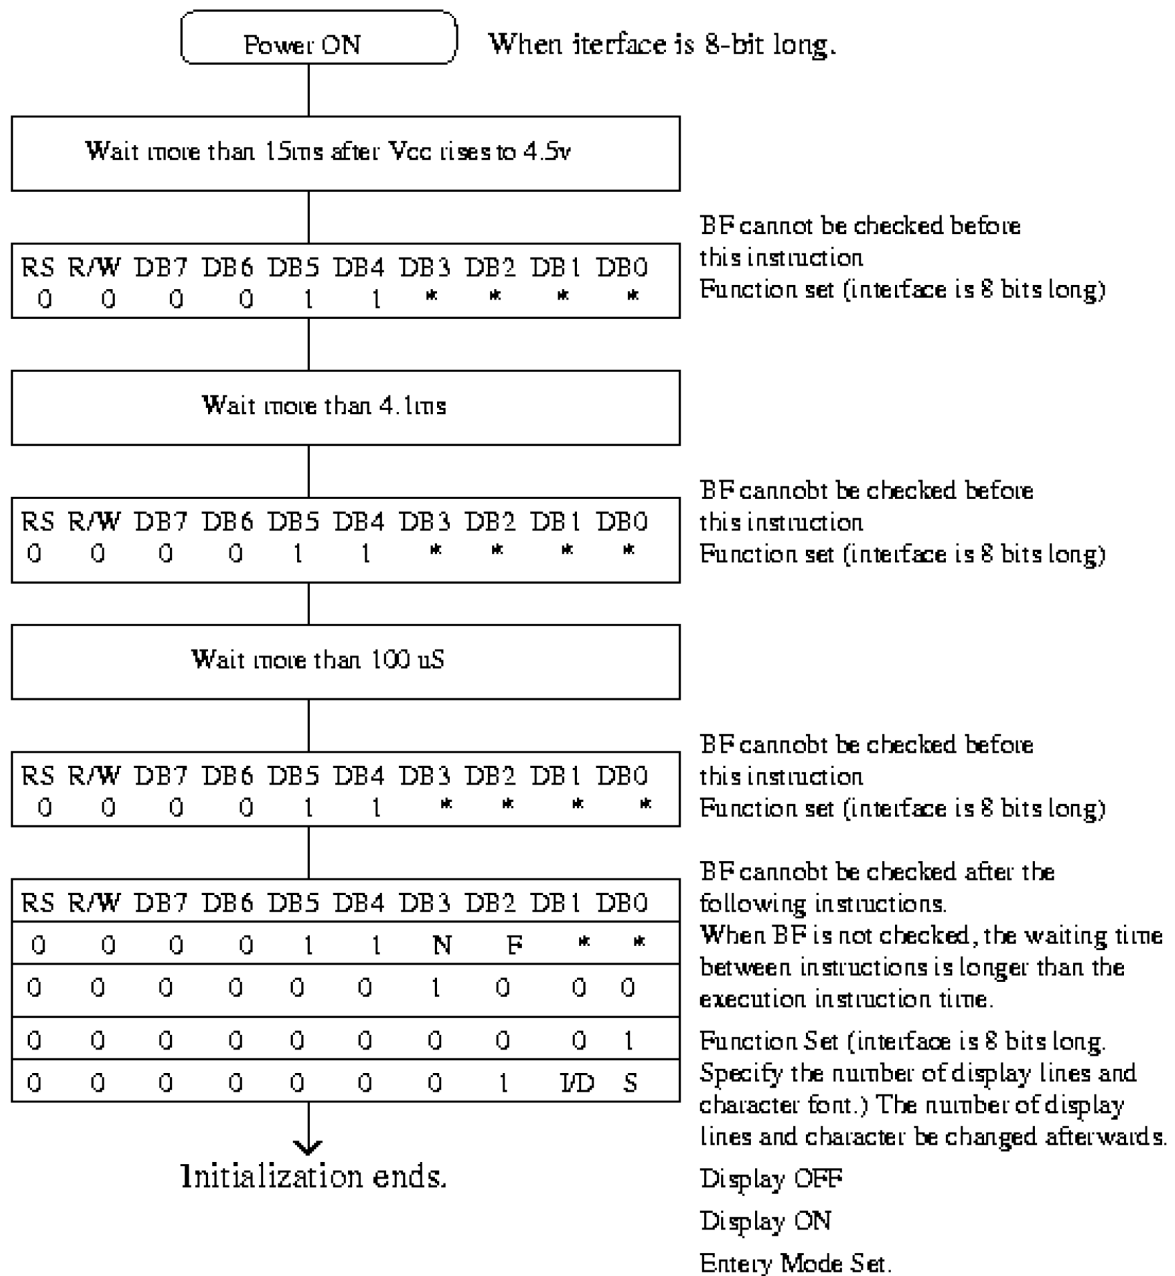 Power ON
When iterface is 8-bit long.
Wait more than 15ms after Vcc rises to 4.5v
BF cannot be checked before
this instruction
Function set (interface is 8 bits long)
RS R/W DB7 DB6 DB5 DB4 DB3 DB2 DB1 DB0
0 0 0 0 1 1 * * * *
Wait more than 4.1ms
BF cannobt be checked before
this instruction
Function set (interface is 8 bits long)
RS R/W DB7 DB6 DB5 DB4 DB3 DB2 DB1 DB0
0 0 0 0 1 1 * * * *
Wait more than 100 uS
BF cannobt be checked before
this instruction
Function set (interface is 8 bits long)
RS R/W DB7 DB6 DB5 DB4 DB3 DB2 DB1 DB0
0 0 0 0 1 1 * * * *
RS R/W DB7 DB6 DB5 DB4 DB3 DB2 DB1 DB0
0 0 0 0 1 1 N F * *
0 0 0 0 0 0 1 0 0 0
0 0 0 0 0 0 0 0 0 1
0 0 0 0 0 0 0 1 I/D S
BF cannobt be checked after the
following instructions.
When BF is not checked, the waiting time
between instructions is longer than the
execution instruction time.
Function Set (interface is 8 bits long.
Specify the number of display lines and
character font.) The number of display
lines and character be changed afterwards.
Display OFF
Display ON
Entery Mode Set.
Initialization ends.